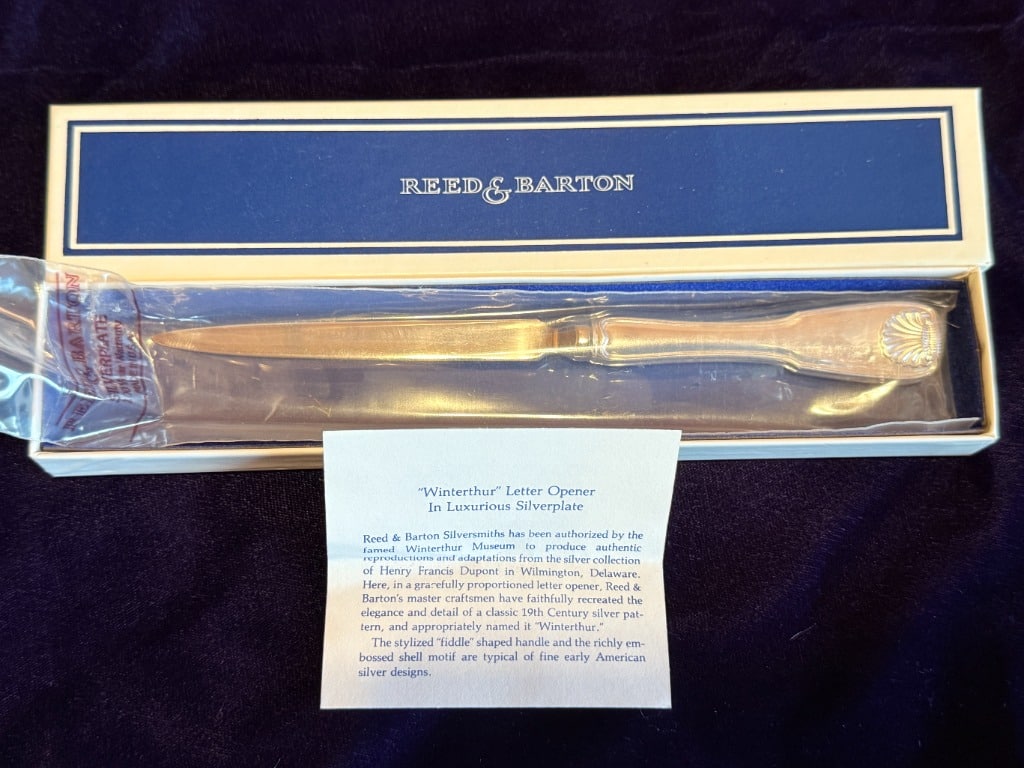 REED & BARTON
REED & BARTON
SILVERPLATE
"Winterthur" Letter Opener
In Luxurious Silverplate
Reed & Barton Silversmiths has been authorized by the
famed Winterthur Museum to produce authentic
reproductions and adaptations from the silver collection
of Henry Francis Dupont in Wilmington, Delaware.
Here, in a gracefully proportioned letter opener, Reed &
Barton's master craftsmen have faithfully recreated the
elegance and detail of a classic 19th Century silver pat-
tern, and appropriately named it "Winterthur."
The stylized "fiddle" shaped handle and the richly em-
bossed shell motif are typical of fine early American
silver designs.